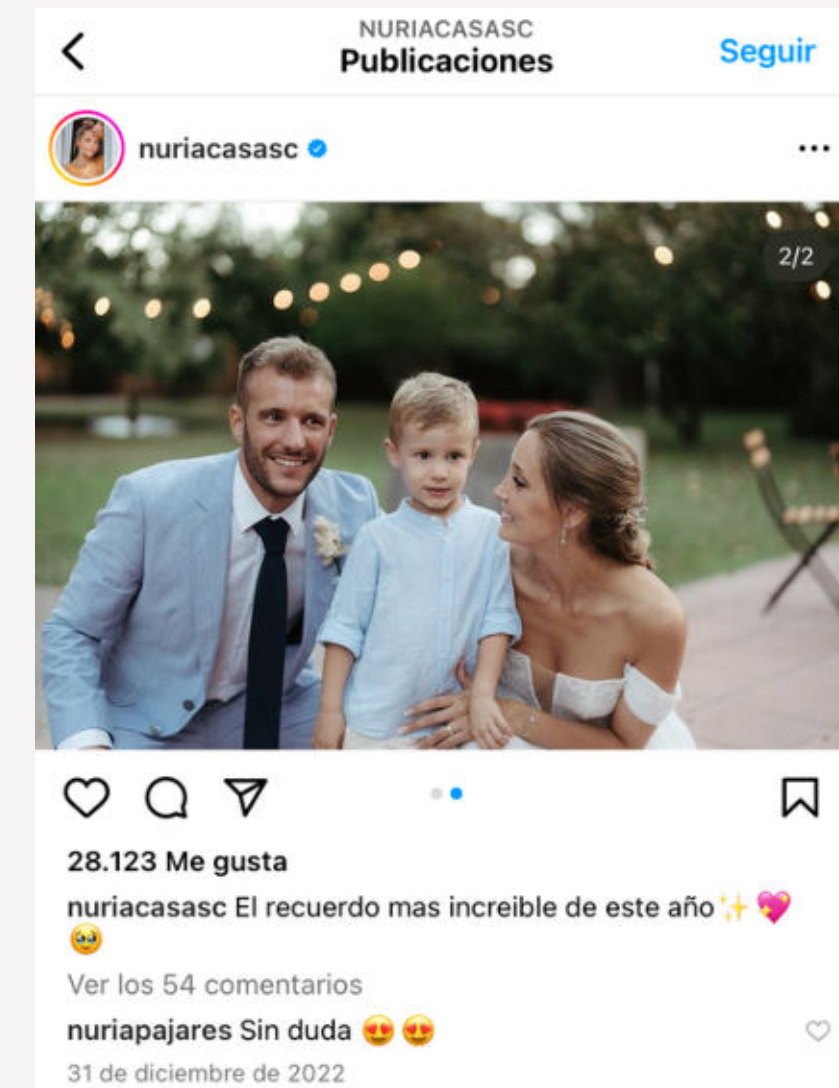 NURIACASASC
Publicaciones
Seguir
nuriacasasc
2/2
28.123 Me gusta
nuriacasasc El recuerdo mas increible de este año✨💖
🥹
Ver los 54 comentarios
nuriapajares Sin duda 😍😍
31 de diciembre de 2022